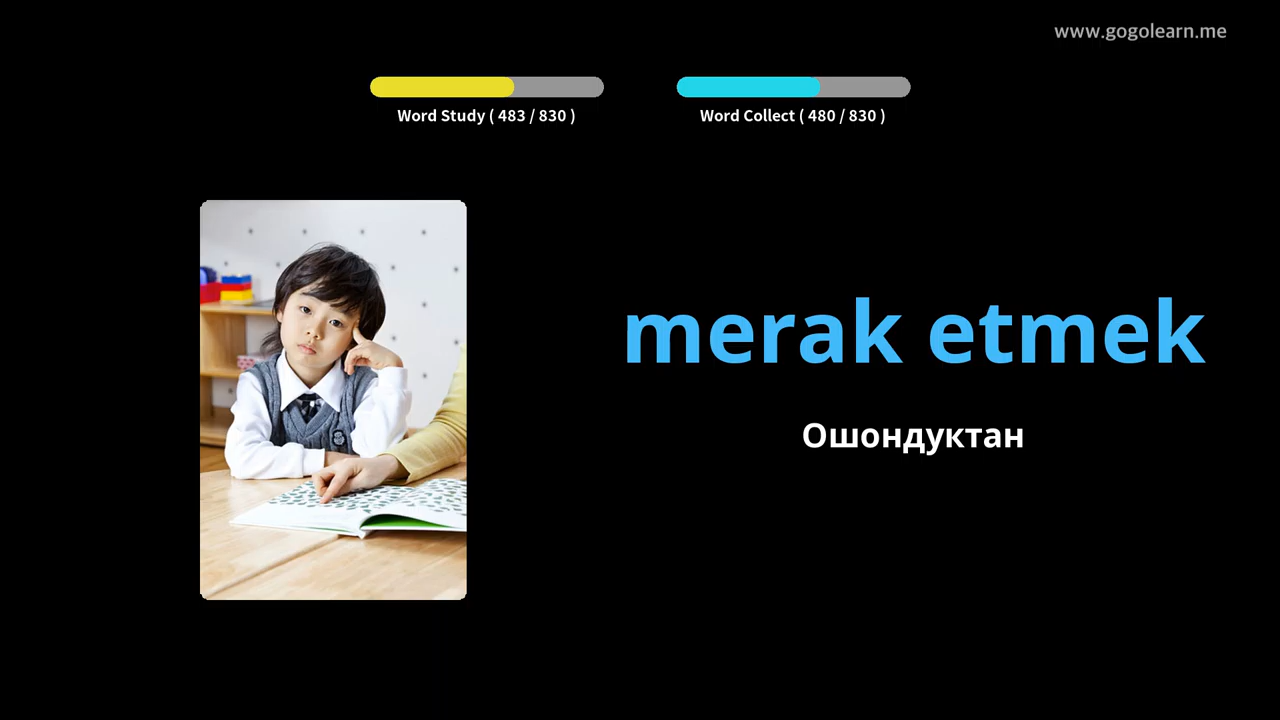 www.gogolearn.me
Word Study ( 483 / 830 )
Word Collect ( 480 / 830 )
merak etmek
Ошондуктан